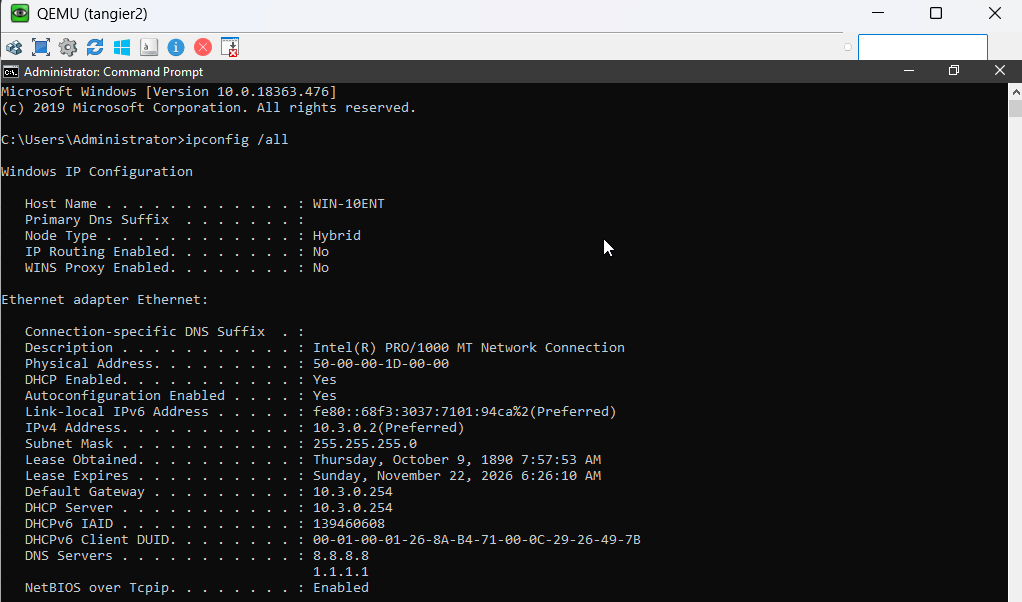 QEMU (tangier2)
Administrator: Command Prompt
Microsoft Windows [Version 10.0.18363.476]
(c) 2019 Microsoft Corporation. All rights reserved.
C:\Users\Administrator>ipconfig /all
Windows IP Configuration
Host Name . . . . . . . . . . . . : WIN-10ENT
Primary Dns Suffix  . . . . . . . :
Node Type . . . . . . . . . . . . : Hybrid
IP Routing Enabled. . . . . . . . : No
WINS Proxy Enabled. . . . . . . . : No
Ethernet adapter Ethernet:
Connection-specific DNS Suffix  . :
Description . . . . . . . . . . . : Intel(R) PRO/1000 MT Network Connection
Physical Address. . . . . . . . . : 50-00-00-1D-00-00
DHCP Enabled. . . . . . . . . . . : Yes
Autoconfiguration Enabled . . . . : Yes
Link-local IPv6 Address . . . . . : fe80::68f3:3037:7101:94ca%2(Preferred)
IPv4 Address. . . . . . . . . . . : 10.3.0.2(Preferred)
Subnet Mask . . . . . . . . . . . : 255.255.255.0
Lease Obtained. . . . . . . . . . : Thursday, October 9, 1890 7:57:53 AM
Lease Expires . . . . . . . . . . : Sunday, November 22, 2026 6:26:10 AM
Default Gateway . . . . . . . . . : 10.3.0.254
DHCP Server . . . . . . . . . . . : 10.3.0.254
DHCPv6 IAID . . . . . . . . . . . : 139460608
DHCPv6 Client DUID. . . . . . . . : 00-01-00-01-26-8A-B4-71-00-0C-29-26-49-7B
DNS Servers . . . . . . . . . . . : 8.8.8.8
1.1.1.1
NetBIOS over Tcpip. . . . . . . . : Enabled